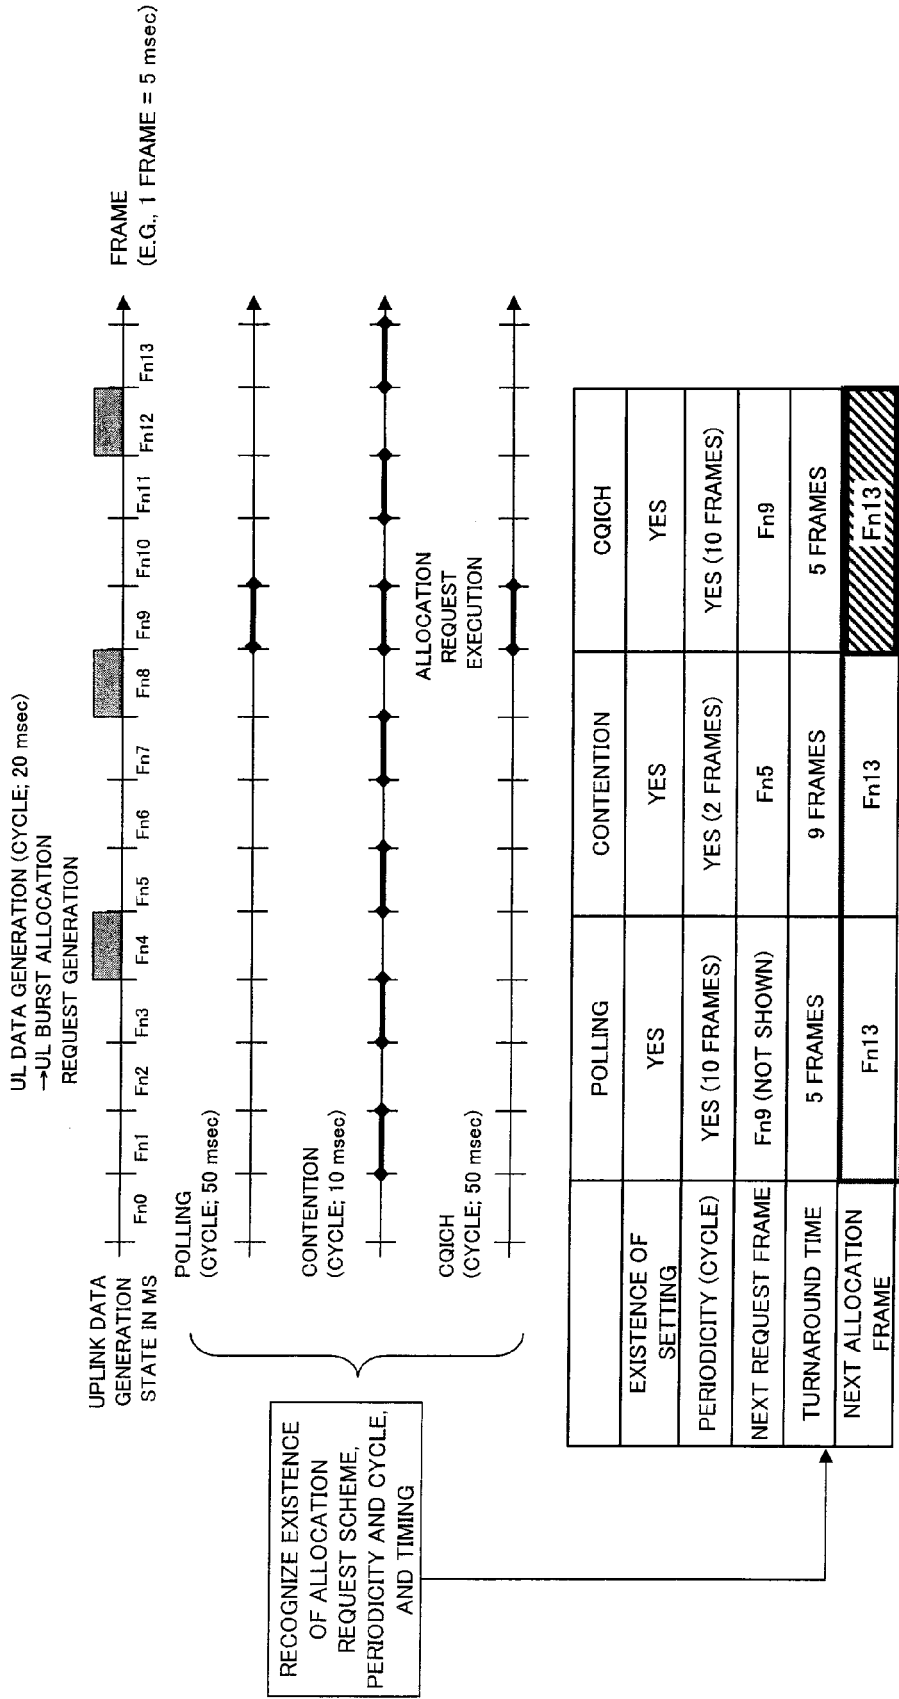 UL DATA GENERATION (CYCLE; 20 msec)
→UL BURST ALLOCATION
REQUEST GENERATION
UPLINK DATA
GENERATION
STATE IN MS
Fn0
Fn1
Fn2
Fn3
Fn4
Fn5
Fn6
Fn7
Fn8
Fn9
Fn10
Fn11
Fn12
Fn13
FRAME
(E.G., 1 FRAME = 5 msec)
POLLING
(CYCLE; 50 msec)
CONTENTION
(CYCLE; 10 msec)
ALLOCATION
REQUEST
EXECUTION
CQICH
(CYCLE; 50 msec)
RECOGNIZE EXISTENCE
OF ALLOCATION
REQUEST SCHEME,
PERIODICITY AND CYCLE,
AND TIMING
POLLING CONTENTION CQICH
EXISTENCE OF
SETTING
YES YES YES
PERIODICITY (CYCLE) YES (10 FRAMES) YES (2 FRAMES) YES (10 FRAMES)
NEXT REQUEST FRAME Fn9 (NOT SHOWN) Fn5 Fn9
TURNAROUND TIME 5 FRAMES 9 FRAMES 5 FRAMES
NEXT ALLOCATION
FRAME
Fn13 Fn13 Fn13